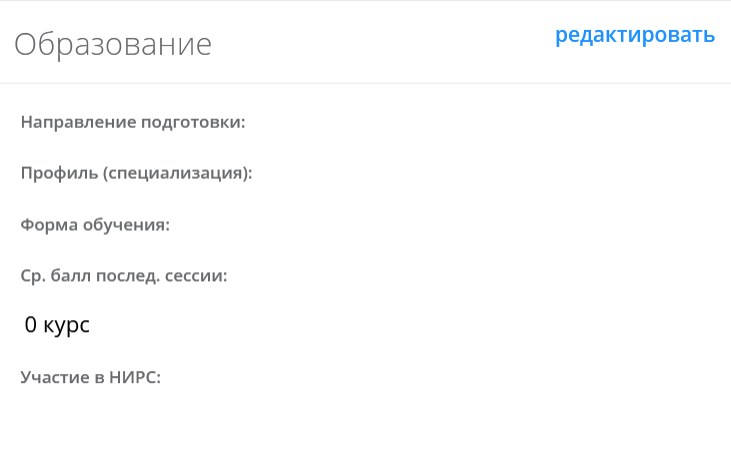 Образование
редактировать
Направление подготовки:
Профиль (специализация):
Форма обучения:
Ср. балл послед. сессии:
0 курс
Участие в НИРС: